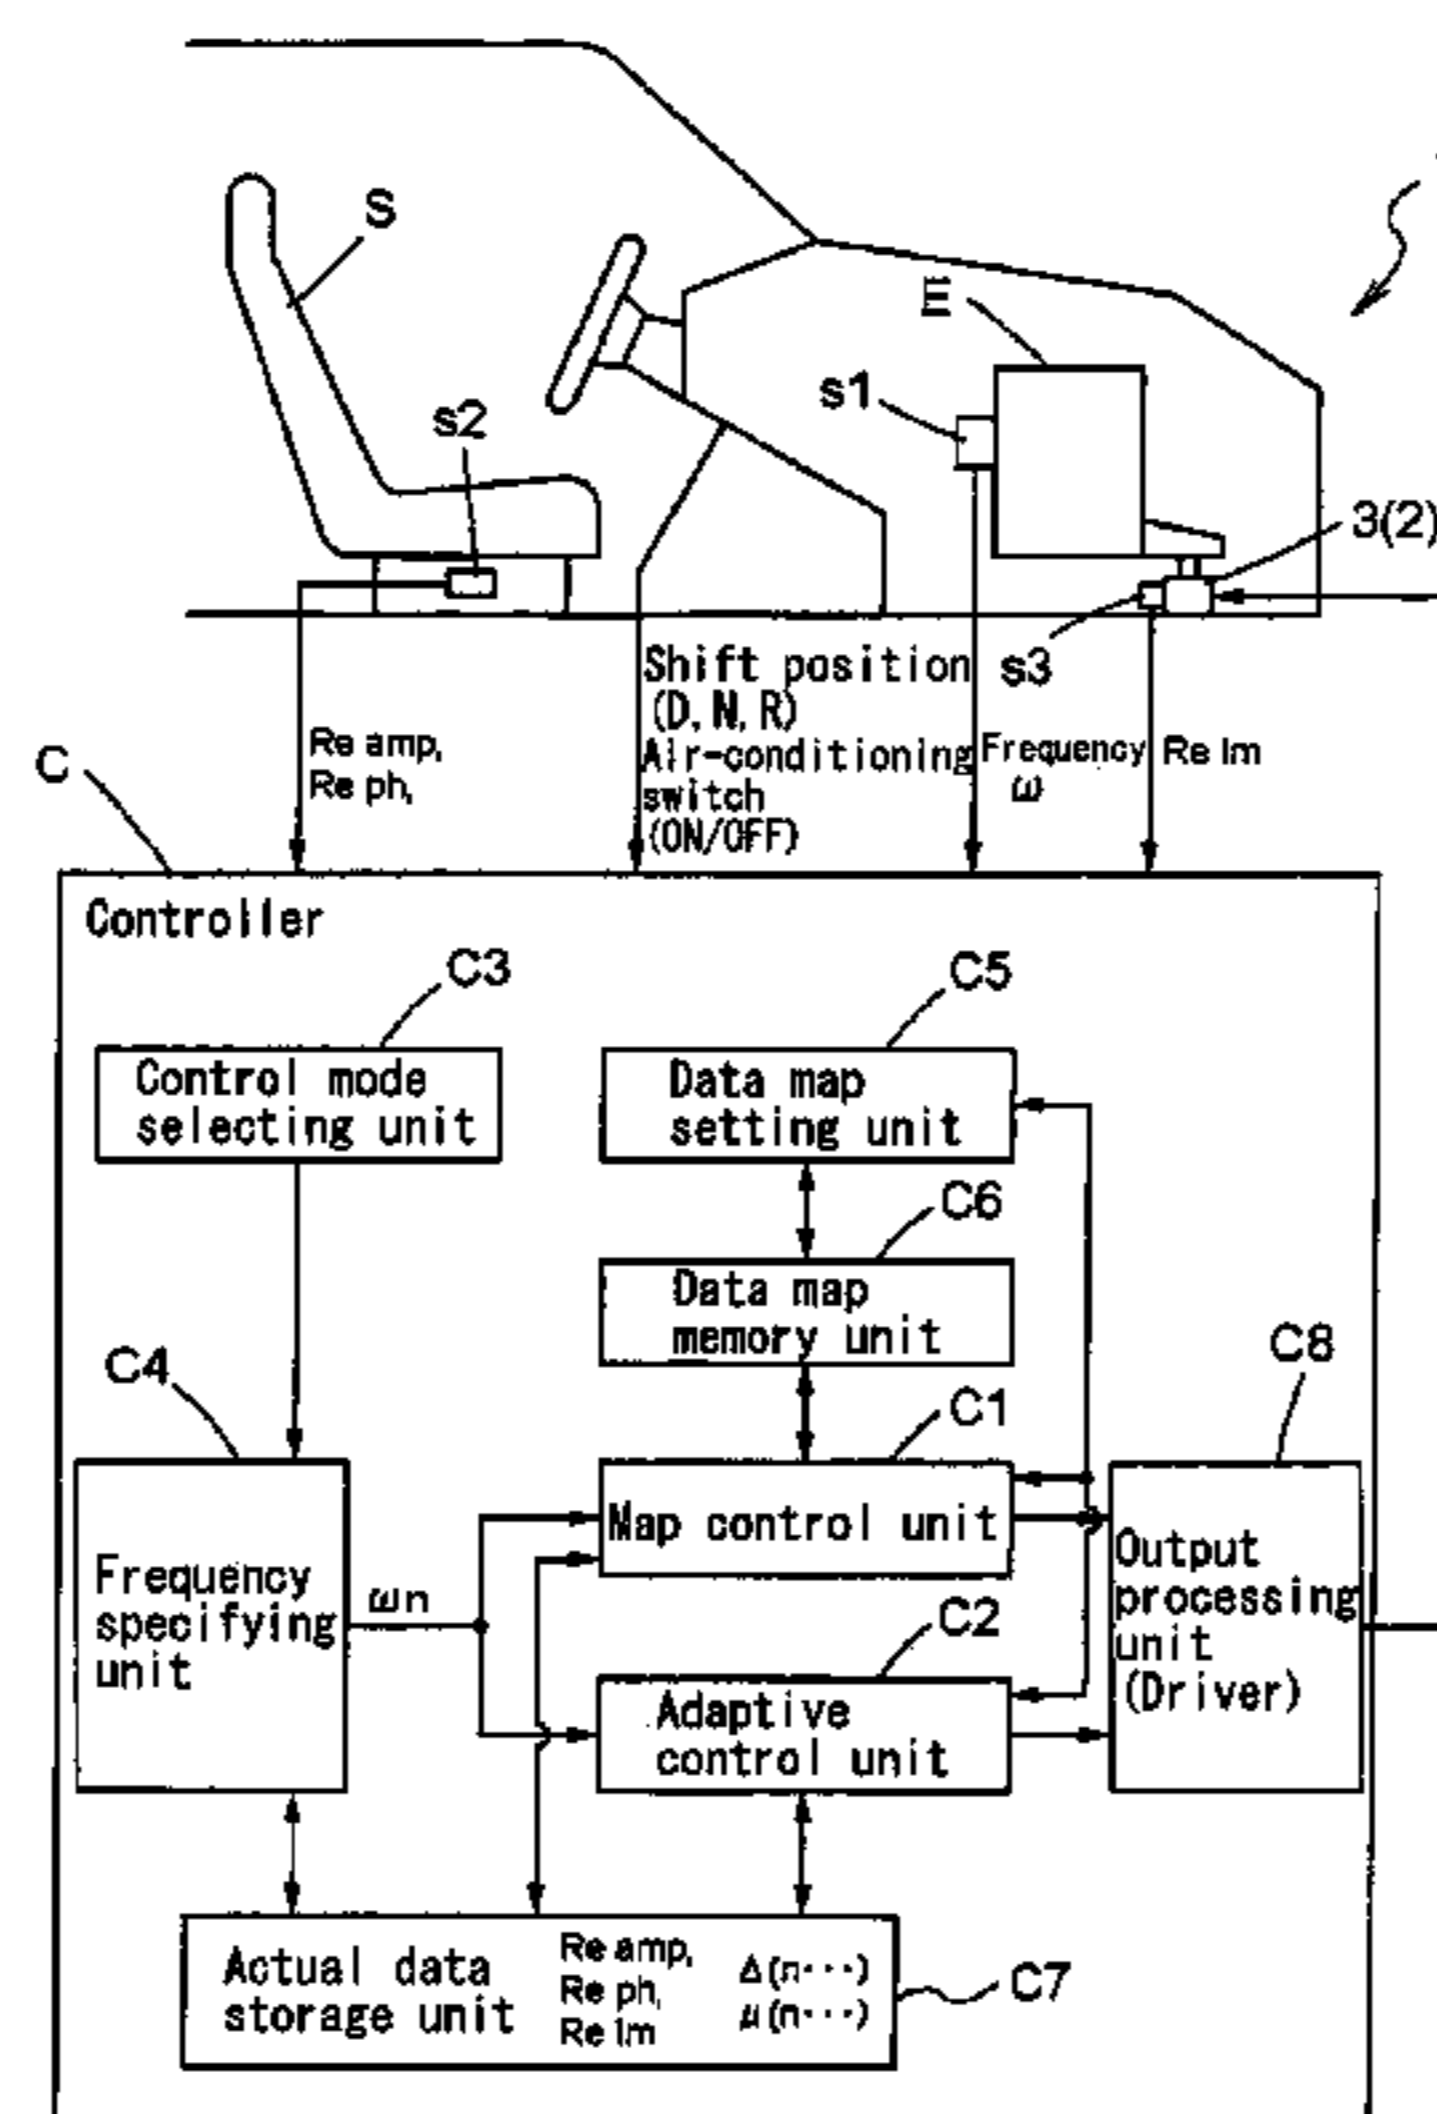 S
E
s1
s2
3(2)
s3
Shift position
(D, N, R)
Air-conditioning
switch
(ON/OFF)
Re amp,
Re ph,
Frequency
ω
Re Im
C
Controller
C3
C5
Control mode
selecting unit
Data map
setting unit
C6
Data map
memory unit
C4
C1
C8
Map control unit
Frequency
specifying
unit
ωn
Output
processing
unit
(Driver)
C2
Adaptive
control unit
Actual data
storage unit
Re amp,
Re ph,
Re Im
Δ(n···)
μ(n···)
C7